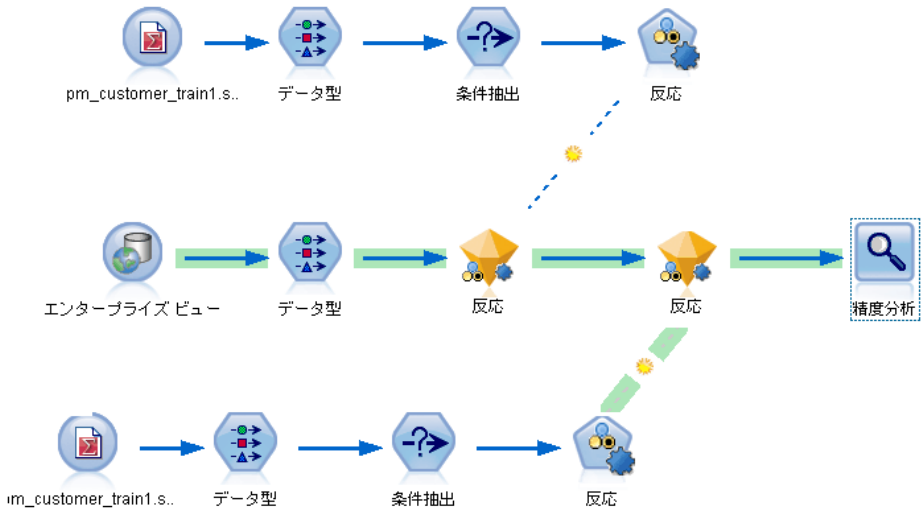 pm_customer_train1.s..
データ型
条件抽出
反応
エンタープライズ ビュー
データ型
反応
反応
精度分析
m_customer_train1.s..
データ型
条件抽出
反応